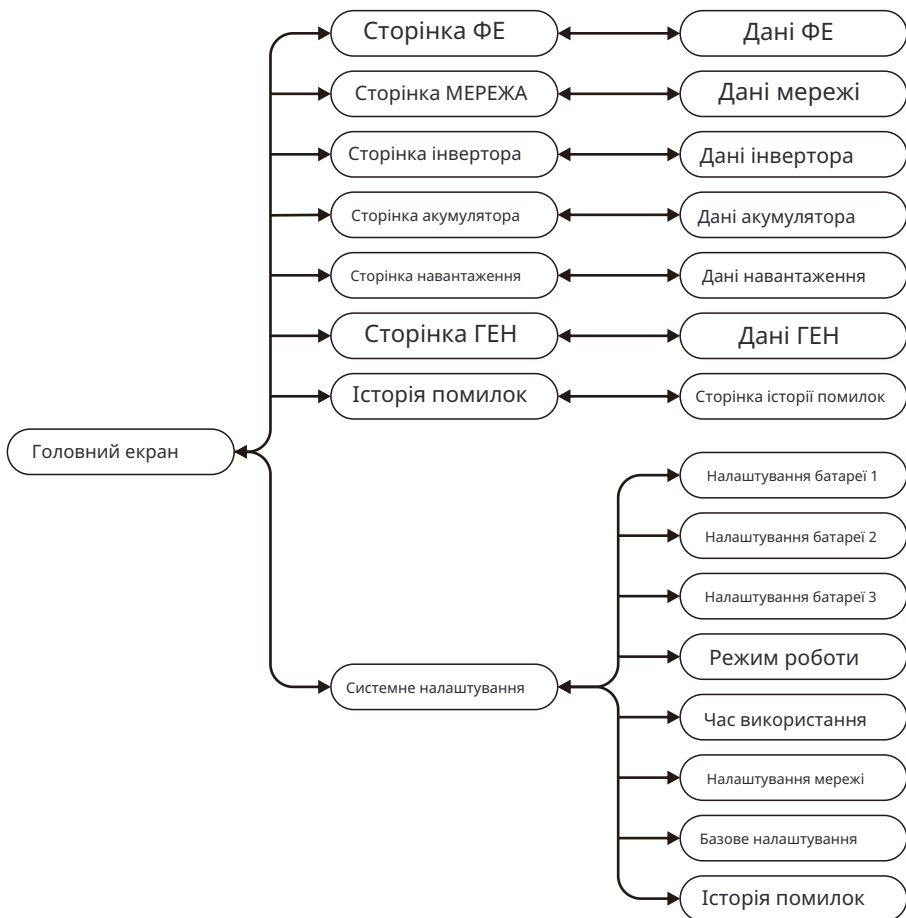 Сторінка ФЕ
Дані ФЕ
Сторінка МЕРЕЖА
Дані мережі
Сторінка інвертора
Дані інвертора
Сторінка акумулятора
Дані акумулятора
Сторінка навантаження
Дані навантаження
Сторінка ГЕН
Дані ГЕН
Історія помилок
Сторінка історії помилок
Головний екран
Налаштування батареї 1
Налаштування батареї 2
Налаштування батареї 3
Режим роботи
Системне налаштування
Час використання
Налаштування мережі
Базове налаштування
Історія помилок